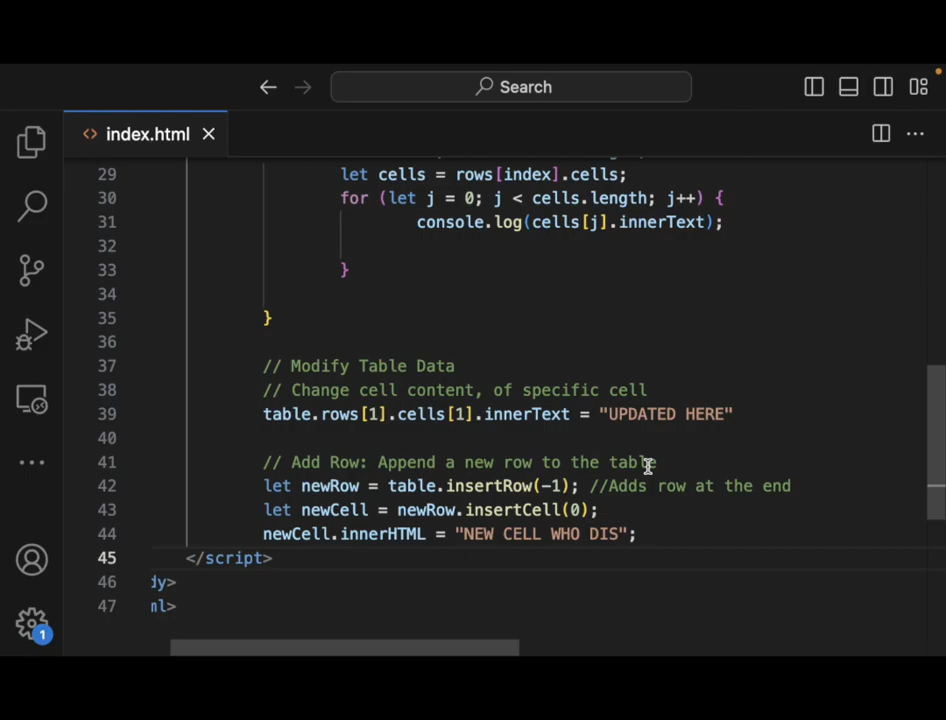 Search
index.html
29 let cells = rows[index].cells;
30 for (let j = 0; j < cells.length; j++) {
31 console.log(cells[j].innerText);
32
33 }
34
35 }
36
37 // Modify Table Data
38 // Change cell content, of specific cell
39 table.rows[1].cells[1].innerText = "UPDATED HERE"
40
41 // Add Row: Append a new row to the table
42 let newRow = table.insertRow(-1); //Adds row at the end
43 let newCell = newRow.insertCell(0);
44 newCell.innerHTML = "NEW CELL WHO DIS";
45 </script>
46 dy>
47 ml>
1